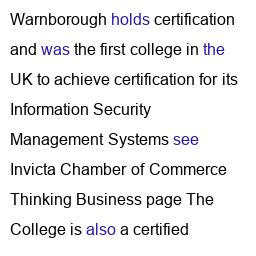 Warnborough holds certification
and was the first college in the
UK to achieve certification for its
Information Security
Management Systems see
Invicta Chamber of Commerce
Thinking Business page The
College is also a certified